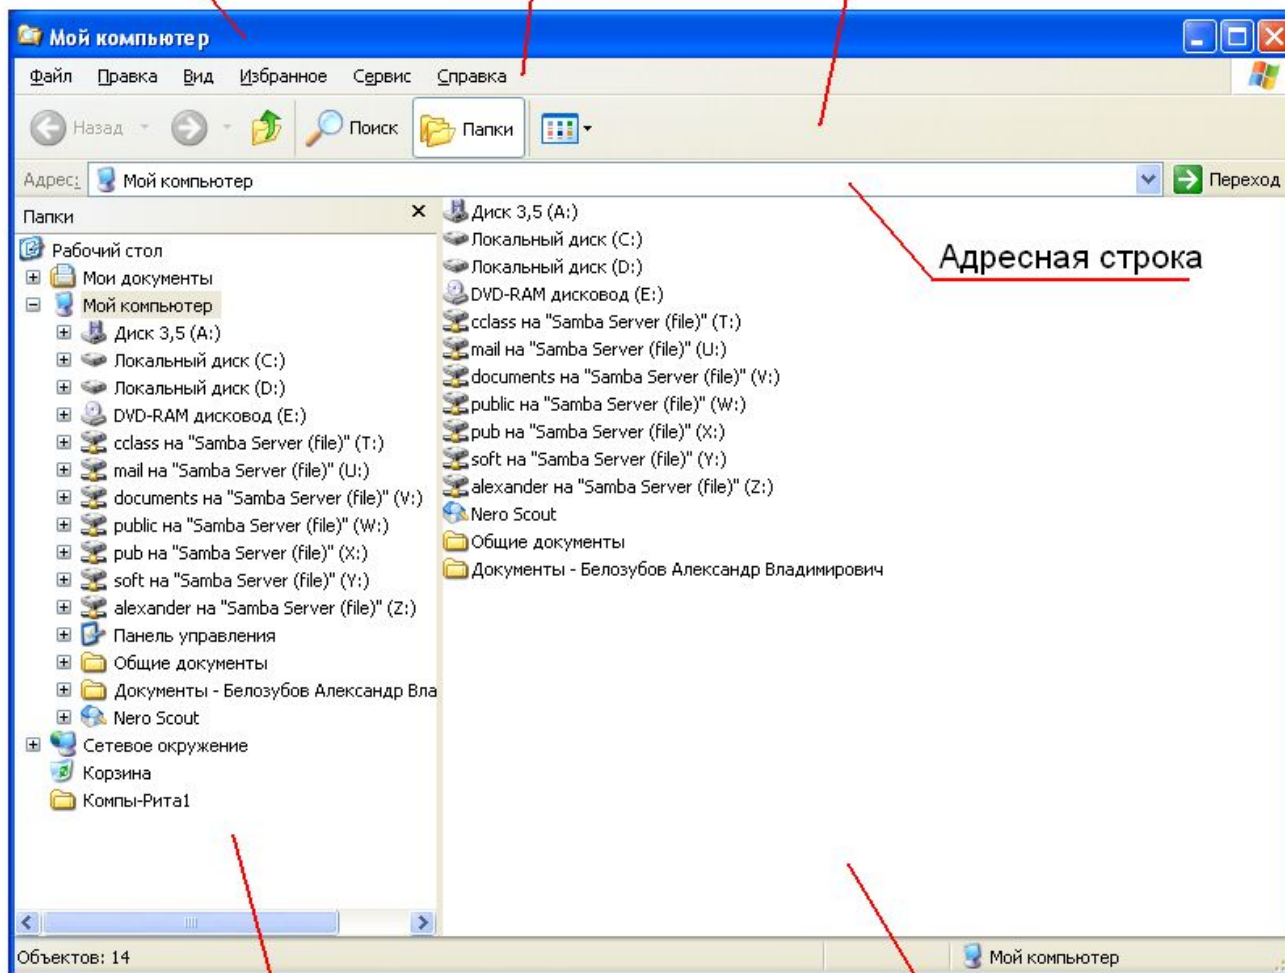 Мой компьютер
Файл Правка Вид Избранное Сервис Справка
Назад Поиск Папки
Адрес: Мой компьютер Переход
Папки
Рабочий стол
Мои документы
Мой компьютер
Диск 3,5 (A:)
Локальный диск (C:)
Локальный диск (D:)
DVD-RAM дисковод (E:)
cclass на "Samba Server (file)" (T:)
mail на "Samba Server (file)" (U:)
documents на "Samba Server (file)" (V:)
public на "Samba Server (file)" (W:)
pub на "Samba Server (file)" (X:)
soft на "Samba Server (file)" (Y:)
alexander на "Samba Server (file)" (Z:)
Панель управления
Общие документы
Документы - Белозубов Александр Вла
Nero Scout
Сетевое окружение
Корзина
Компы-Рита1
Диск 3,5 (A:)
Локальный диск (C:)
Локальный диск (D:)
DVD-RAM дисковод (E:)
cclass на "Samba Server (file)" (T:)
mail на "Samba Server (file)" (U:)
documents на "Samba Server (file)" (V:)
public на "Samba Server (file)" (W:)
pub на "Samba Server (file)" (X:)
soft на "Samba Server (file)" (Y:)
alexander на "Samba Server (file)" (Z:)
Nero Scout
Общие документы
Документы - Белозубов Александр Владимирович
Адресная строка
Объектов: 14
Мой компьютер